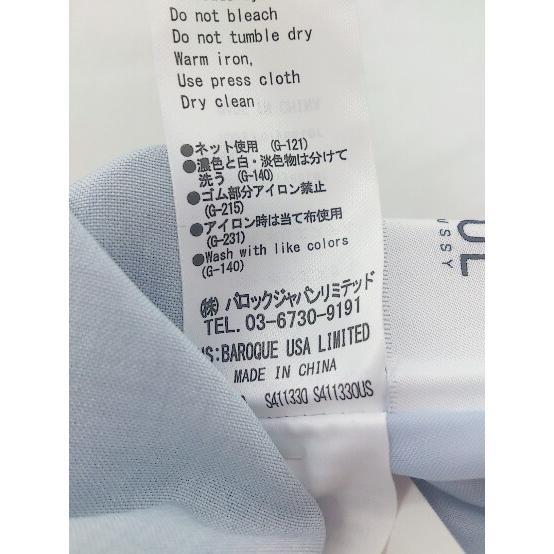 Do not bleach
Do not tumble dry
Warm iron,
Use press cloth
Dry clean
●ネット使用 (G-121)
●濃色と白・淡色物は分けて
洗う (G-140)
●ゴム部分アイロン禁止
(G-215)
●アイロン時は当て布使用
(G-231)
●Wash with like colors
(G-140)
㈱ バロックジャパンリミテッド
TEL. 03-6730-9191
US:BAROQUE USA LIMITED
MADE IN CHINA
S411330 S411330US
USSY